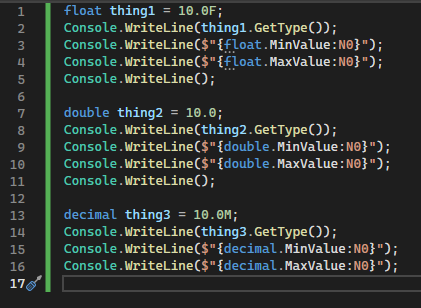 1 float thing1 = 10.0F;
2 Console.WriteLine(thing1.GetType());
3 Console.WriteLine($"{float.MinValue:N0}");
4 Console.WriteLine($"{float.MaxValue:N0}");
5 Console.WriteLine();
6
7 double thing2 = 10.0;
8 Console.WriteLine(thing2.GetType());
9 Console.WriteLine($"{double.MinValue:N0}");
10 Console.WriteLine($"{double.MaxValue:N0}");
11 Console.WriteLine();
12
13 decimal thing3 = 10.0M;
14 Console.WriteLine(thing3.GetType());
15 Console.WriteLine($"{decimal.MinValue:N0}");
16 Console.WriteLine($"{decimal.MaxValue:N0}");
17